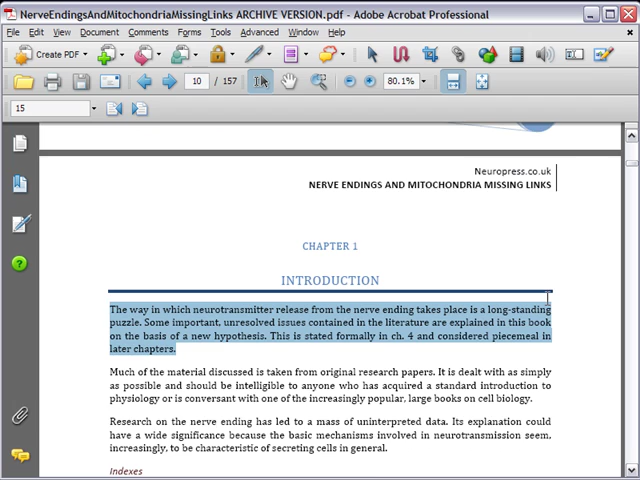 NerveEndingsAndMitochondriaMissingLinks ARCHIVE VERSION.pdf - Adobe Acrobat Professional
File Edit View Document Comments Forms Tools Advanced Window Help
Create PDF
10 / 157 80.1%
15
Neuropress.co.uk
NERVE ENDINGS AND MITOCHONDRIA MISSING LINKS
CHAPTER 1
INTRODUCTION
The way in which neurotransmitter release from the nerve ending takes place is a long-standing
puzzle. Some important, unresolved issues contained in the literature are explained in this book
on the basis of a new hypothesis. This is stated formally in ch. 4 and considered piecemeal in
later chapters.
Much of the material discussed is taken from original research papers. It is dealt with as simply
as possible and should be intelligible to anyone who has acquired a standard introduction to
physiology or is conversant with one of the increasingly popular, large books on cell biology.
Research on the nerve ending has led to a mass of uninterpreted data. Its explanation could
have a wide significance because the basic mechanisms involved in neurotransmission seem,
increasingly, to be characteristic of secreting cells in general.
Indexes